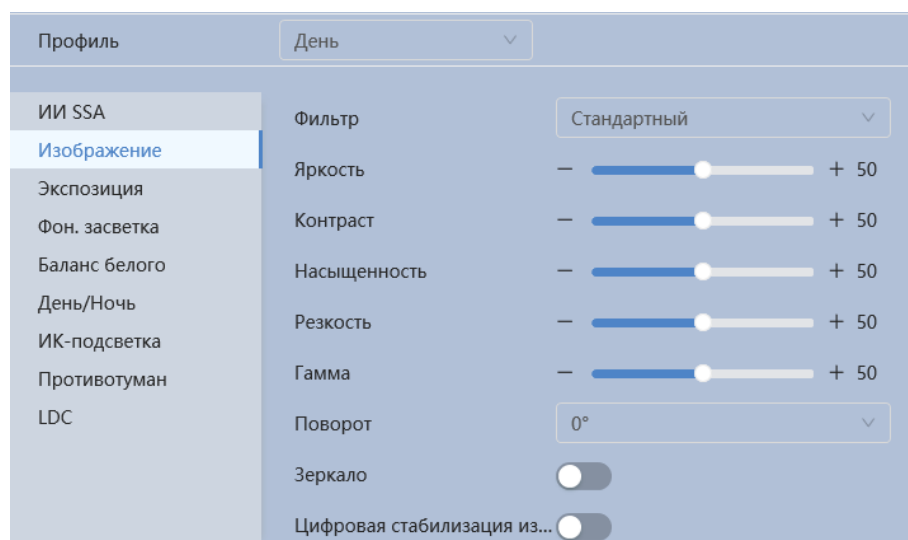 Профиль День
ИИ SSA
Изображение
Экспозиция
Фон. засветка
Баланс белого
День/Ночь
ИК-подсветка
Противотуман
LDC
Фильтр Стандартный
Яркость − + 50
Контраст − + 50
Насыщенность − + 50
Резкость − + 50
Гамма − + 50
Поворот 0°
Зеркало
Цифровая стабилизация из...